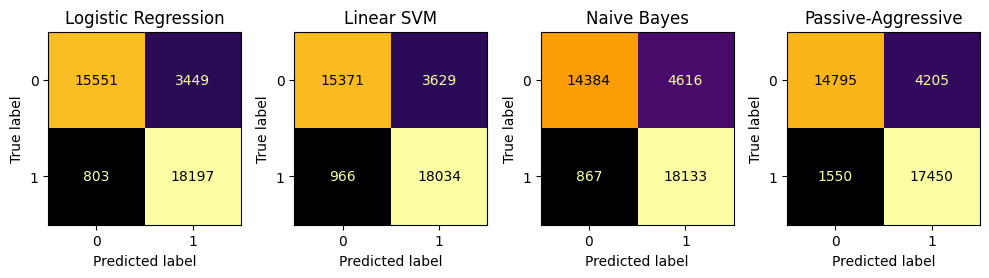 Logistic Regression
0
15551
3449
True label
1
803
18197
0
1
Predicted label
Linear SVM
0
15371
3629
True label
1
966
18034
0
1
Predicted label
Naive Bayes
0
14384
4616
True label
1
867
18133
0
1
Predicted label
Passive-Aggressive
0
14795
4205
True label
1
1550
17450
0
1
Predicted label